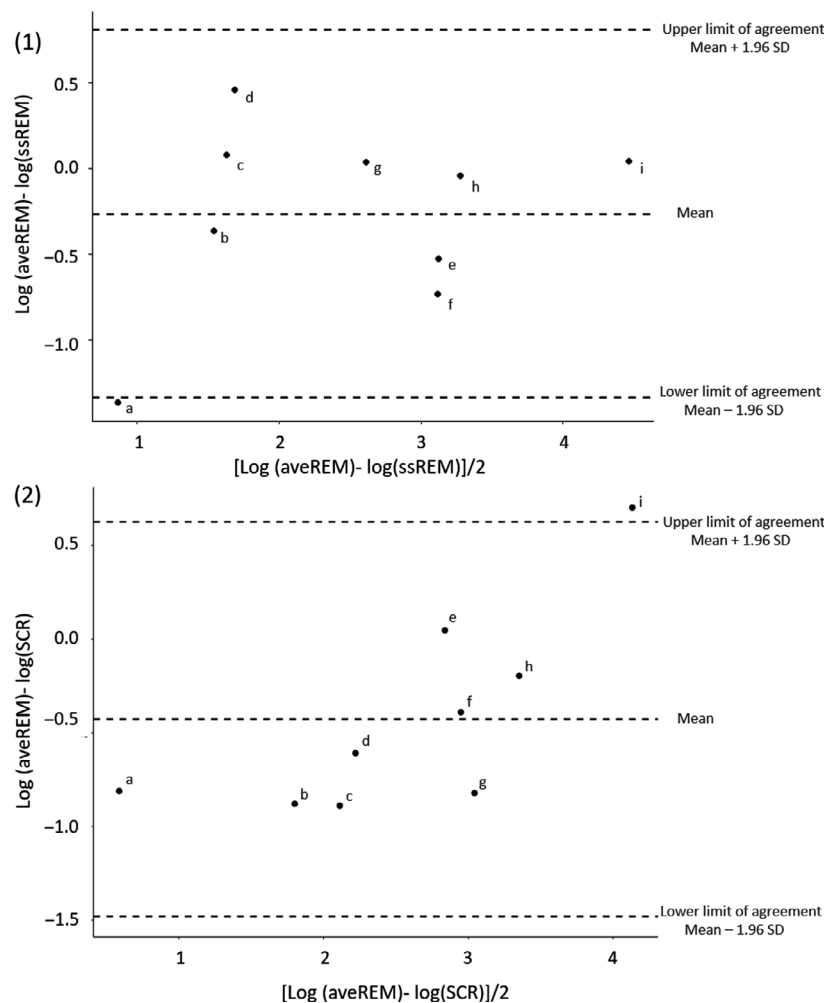 (1)
Upper limit of agreement
Mean + 1.96 SD
0.5
d
c
g
i
0.0
h
Mean
b
−0.5
e
f
−1.0
Lower limit of agreement
Mean – 1.96 SD
a
Log (aveREM)- log(ssREM)
1 2 3 4
[Log (aveREM)- log(ssREM)]/2
(2)
i
Upper limit of agreement
Mean + 1.96 SD
0.5
e
0.0
h
f
−0.5
Mean
d
a
b
c
g
−1.0
Lower limit of agreement
Mean – 1.96 SD
−1.5
Log (aveREM)- log(SCR)
1 2 3 4
[Log (aveREM)- log(SCR)]/2